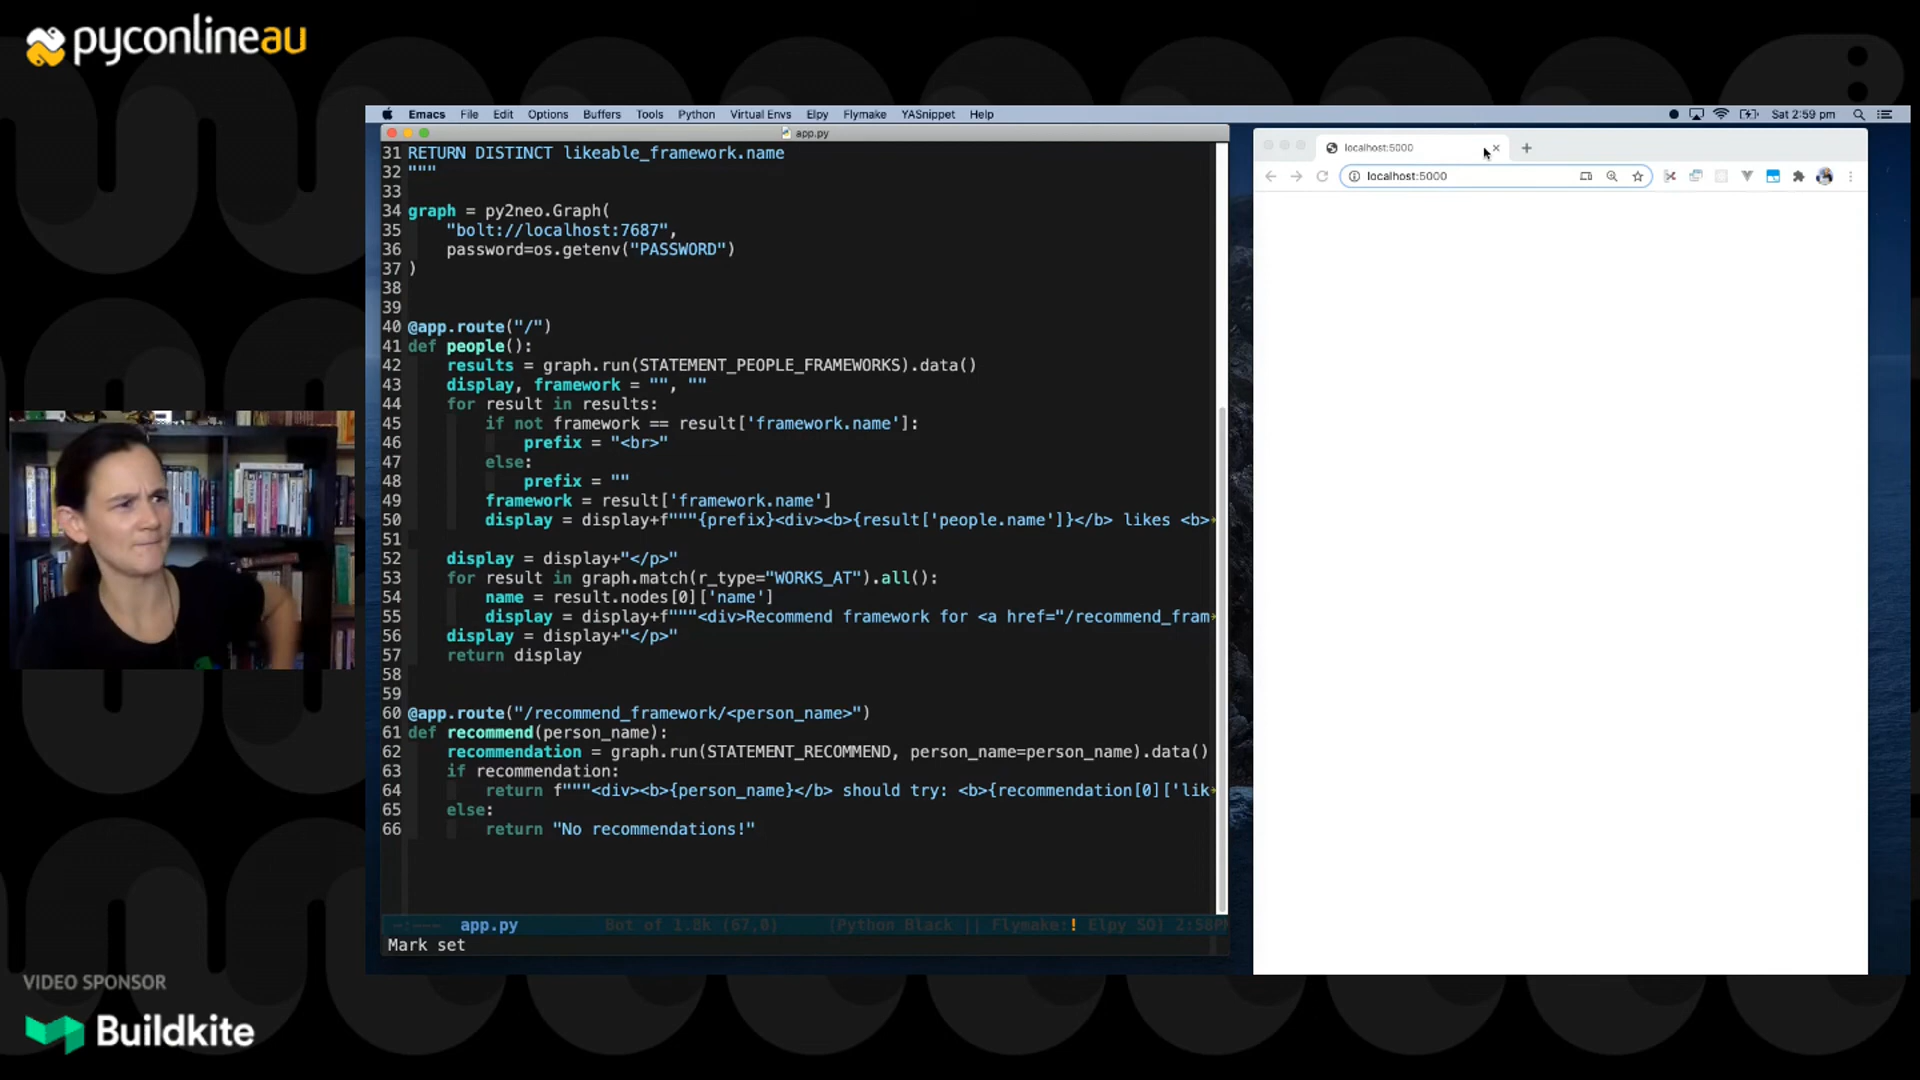 pyconlineau
Emacs File Edit Options Buffers Tools Python Virtual Envs Elpy Flymake YASnippet Help
Sat 2:59 pm
app.py
localhost:5000
localhost:5000
31 RETURN DISTINCT likeable_framework.name
32 """
33
34 graph = py2neo.Graph(
35     "bolt://localhost:7687",
36     password=os.getenv("PASSWORD")
37 )
38
39
40 @app.route("/")
41 def people():
42     results = graph.run(STATEMENT_PEOPLE_FRAMEWORKS).data()
43     display, framework = "", ""
44     for result in results:
45         if not framework == result['framework.name']:
46             prefix = "<br>"
47         else:
48             prefix = ""
49         framework = result['framework.name']
50         display = display+f"""{prefix}<div><b>{result['people.name']}</b> likes <b>
51
52     display = display+"</p>"
53     for result in graph.match(r_type="WORKS_AT").all():
54         name = result.nodes[0]['name']
55         display = display+f"""<div>Recommend framework for <a href="/recommend_fram
56     display = display+"</p>"
57     return display
58
59
60 @app.route("/recommend_framework/<person_name>")
61 def recommend(person_name):
62     recommendation = graph.run(STATEMENT_RECOMMEND, person_name=person_name).data()
63     if recommendation:
64         return f"""<div><b>{person_name}</b> should try: <b>{recommendation[0]['lik
65     else:
66         return "No recommendations!"
-:--- app.py Bot of 1.8k (67,0) (Python Black || Flymake:! Elpy SO) 2:58P
Mark set
VIDEO SPONSOR
Buildkite